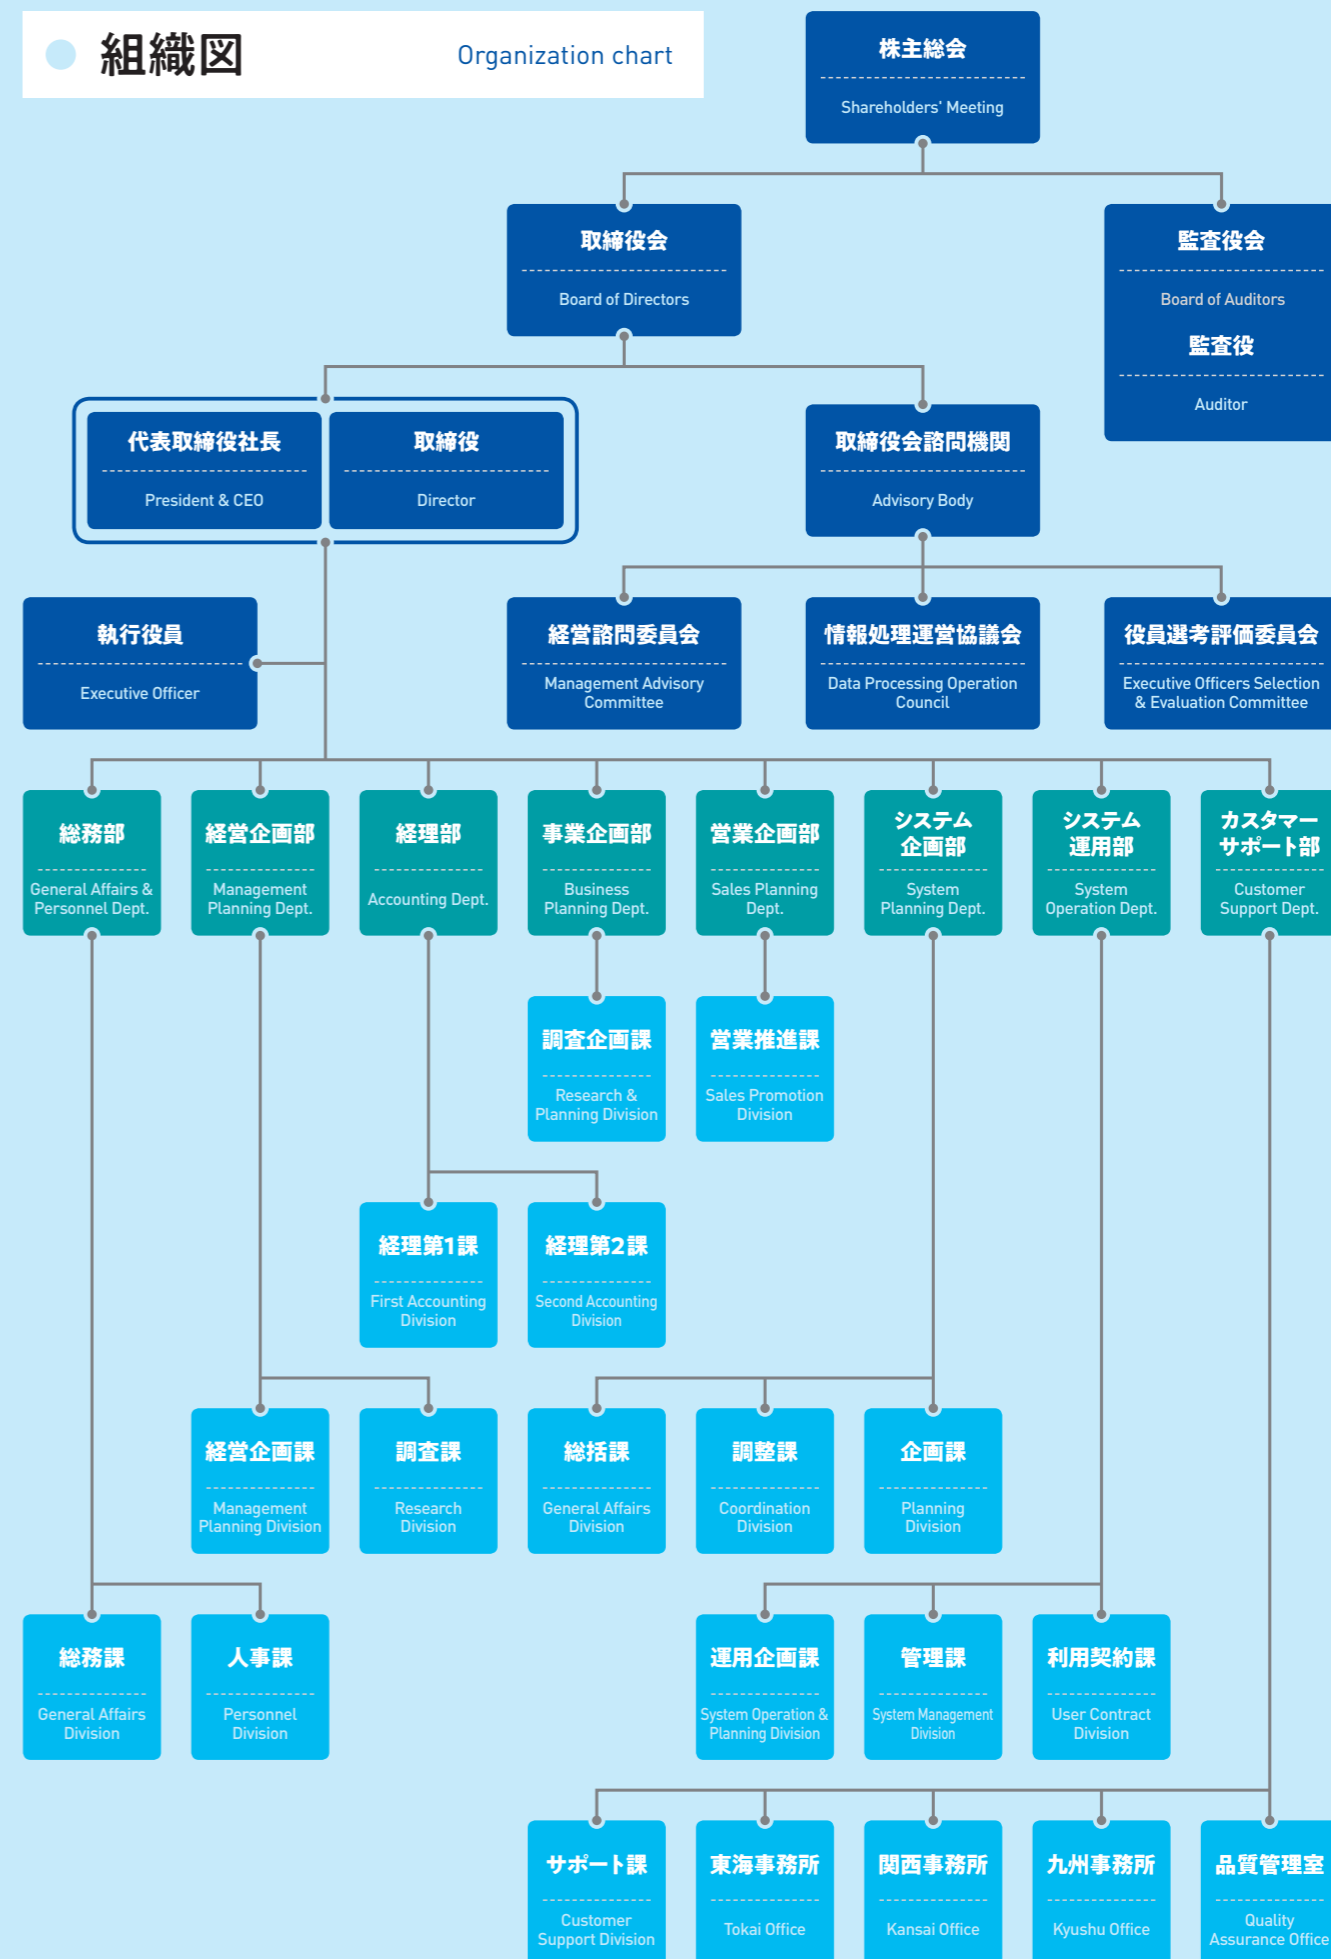 組織図
Organization chart
株主総会
Shareholders' Meeting
取締役会
Board of Directors
監査役会
Board of Auditors
監査役
Auditor
代表取締役社長
President & CEO
取締役
Director
取締役会諮問機関
Advisory Body
執行役員
Executive Officer
経営諮問委員会
Management Advisory
Committee
情報処理運営協議会
Data Processing Operation
Council
役員選考評価委員会
Executive Officers Selection
& Evaluation Committee
総務部
General Affairs &
Personnel Dept.
経営企画部
Management
Planning Dept.
経理部
Accounting Dept.
事業企画部
Business
Planning Dept.
営業企画部
Sales Planning
Dept.
システム
企画部
System
Planning Dept.
システム
運用部
System
Operation Dept.
カスタマー
サポート部
Customer
Support Dept.
調査企画課
Research &
Planning Division
営業推進課
Sales Promotion
Division
経理第1課
First Accounting
Division
経理第2課
Second Accounting
Division
経営企画課
Management
Planning Division
調査課
Research
Division
総括課
General Affairs
Division
調整課
Coordination
Division
企画課
Planning
Division
総務課
General Affairs
Division
人事課
Personnel
Division
運用企画課
System Operation &
Planning Division
管理課
System Management
Division
利用契約課
User Contract
Division
サポート課
Customer
Support Division
東海事務所
Tokai Office
関西事務所
Kansai Office
九州事務所
Kyushu Office
品質管理室
Quality
Assurance Office